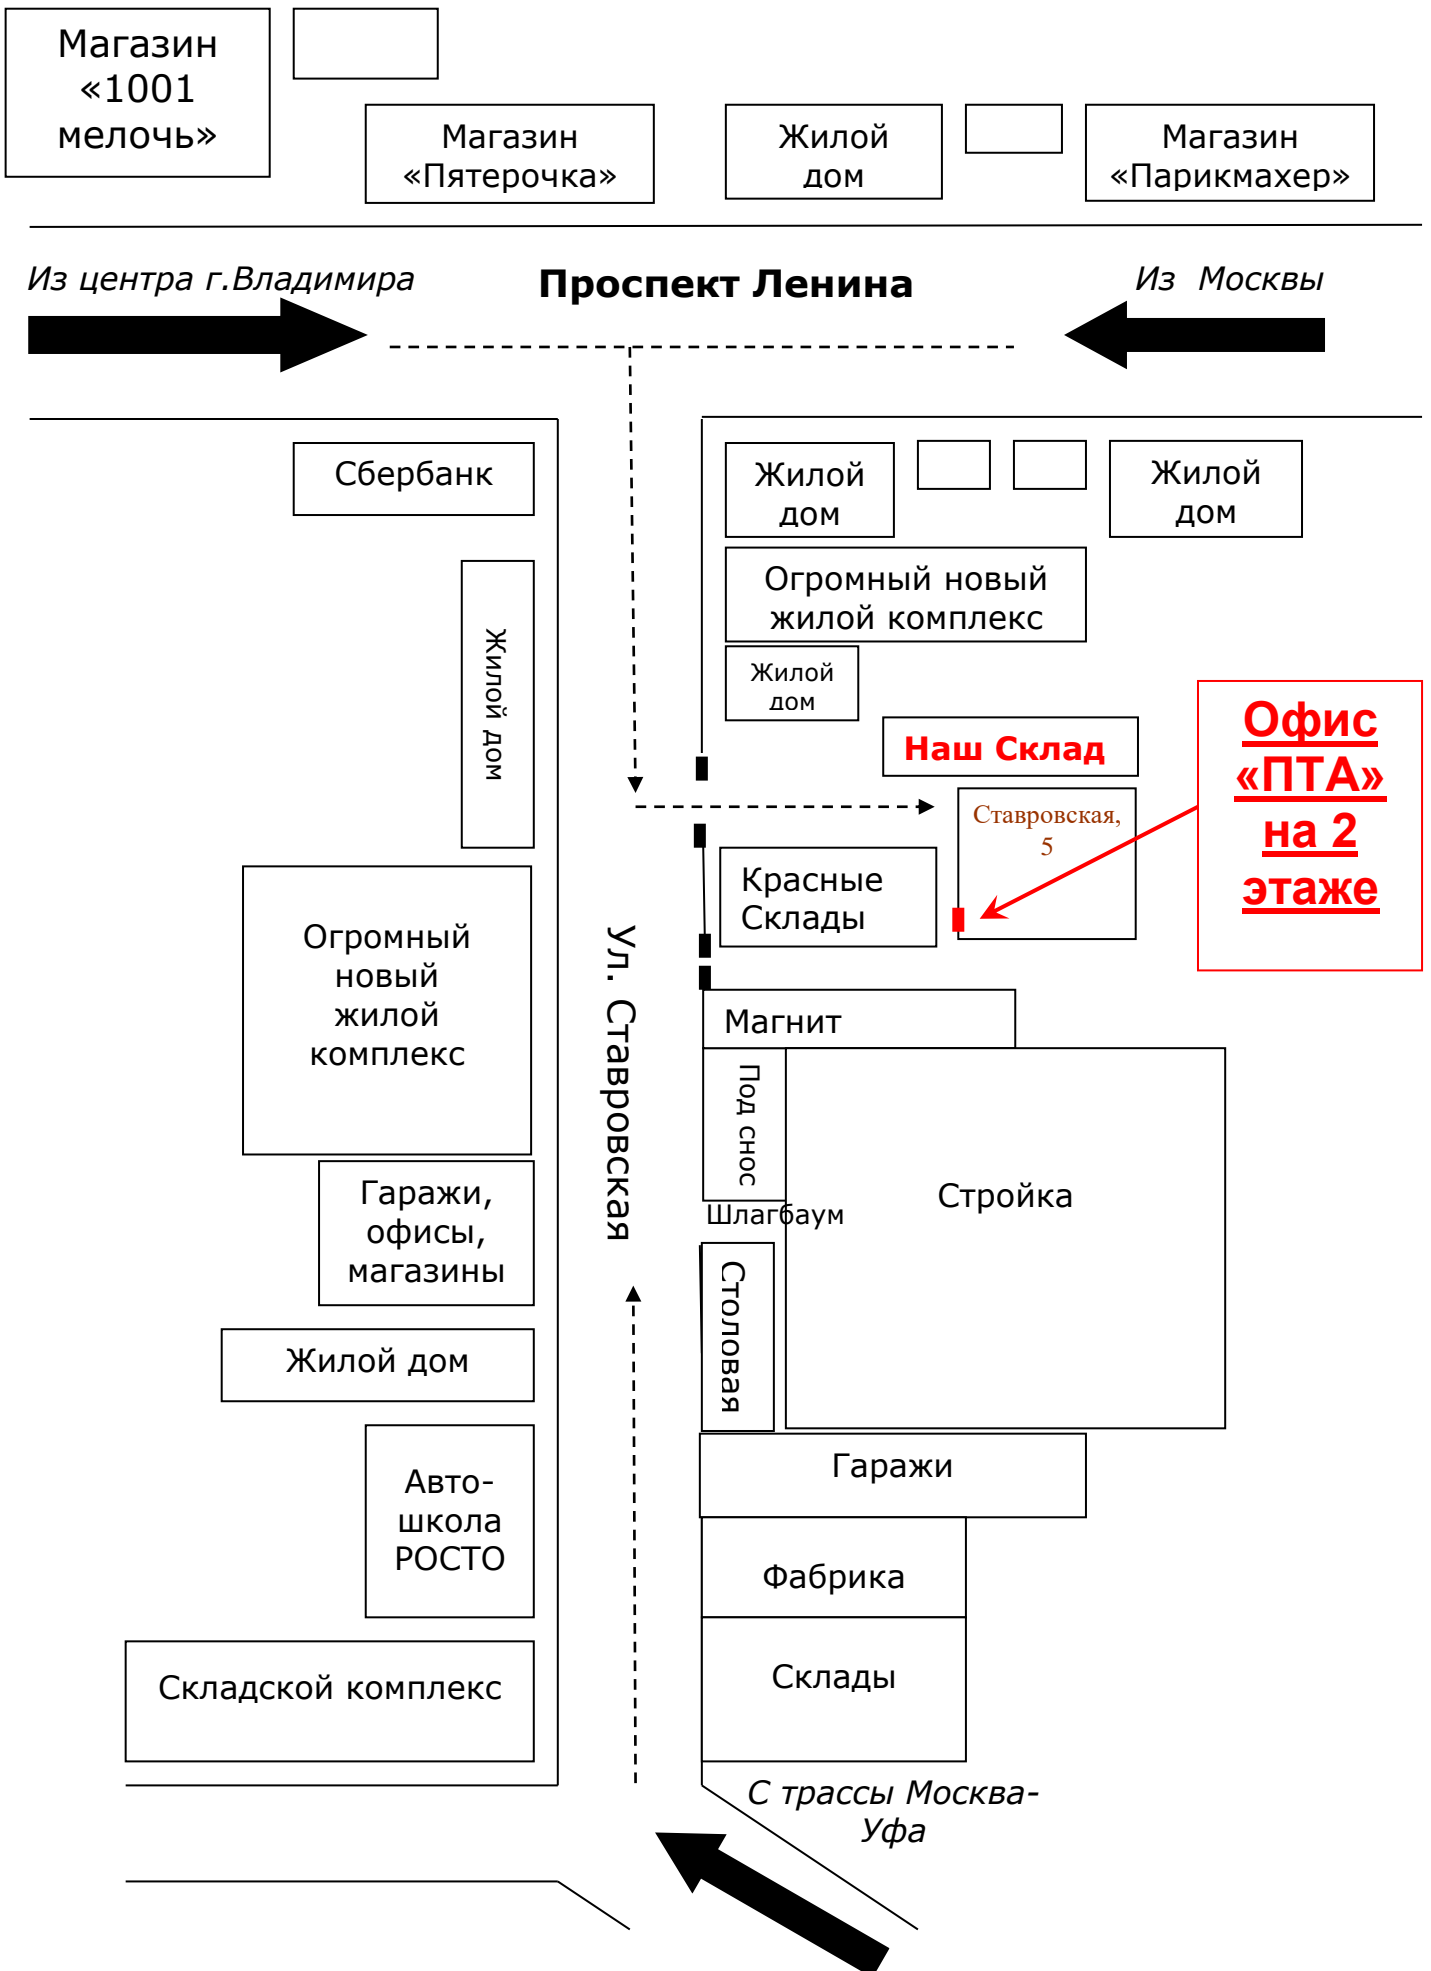 Магазин
«1001
мелочь»
Магазин
«Пятерочка»
Жилой
дом
Магазин
«Парикмахер»
Из центра г.Владимира
Проспект Ленина
Из Москвы
Сбербанк
Жилой
дом
Жилой
дом
Огромный новый
жилой комплекс
Жилой дом
Жилой
дом
Наш Склад
Офис
«ПТА»
на 2
этаже
Ставровская,
5
Красные
Склады
Огромный
новый
жилой
комплекс
Ул. Ставровская
Магнит
Под снос
Стройка
Шлагбаум
Гаражи,
офисы,
магазины
Столовая
Жилой дом
Гаражи
Авто-
школа
РОСТО
Фабрика
Складской комплекс
Склады
С трассы Москва-
Уфа